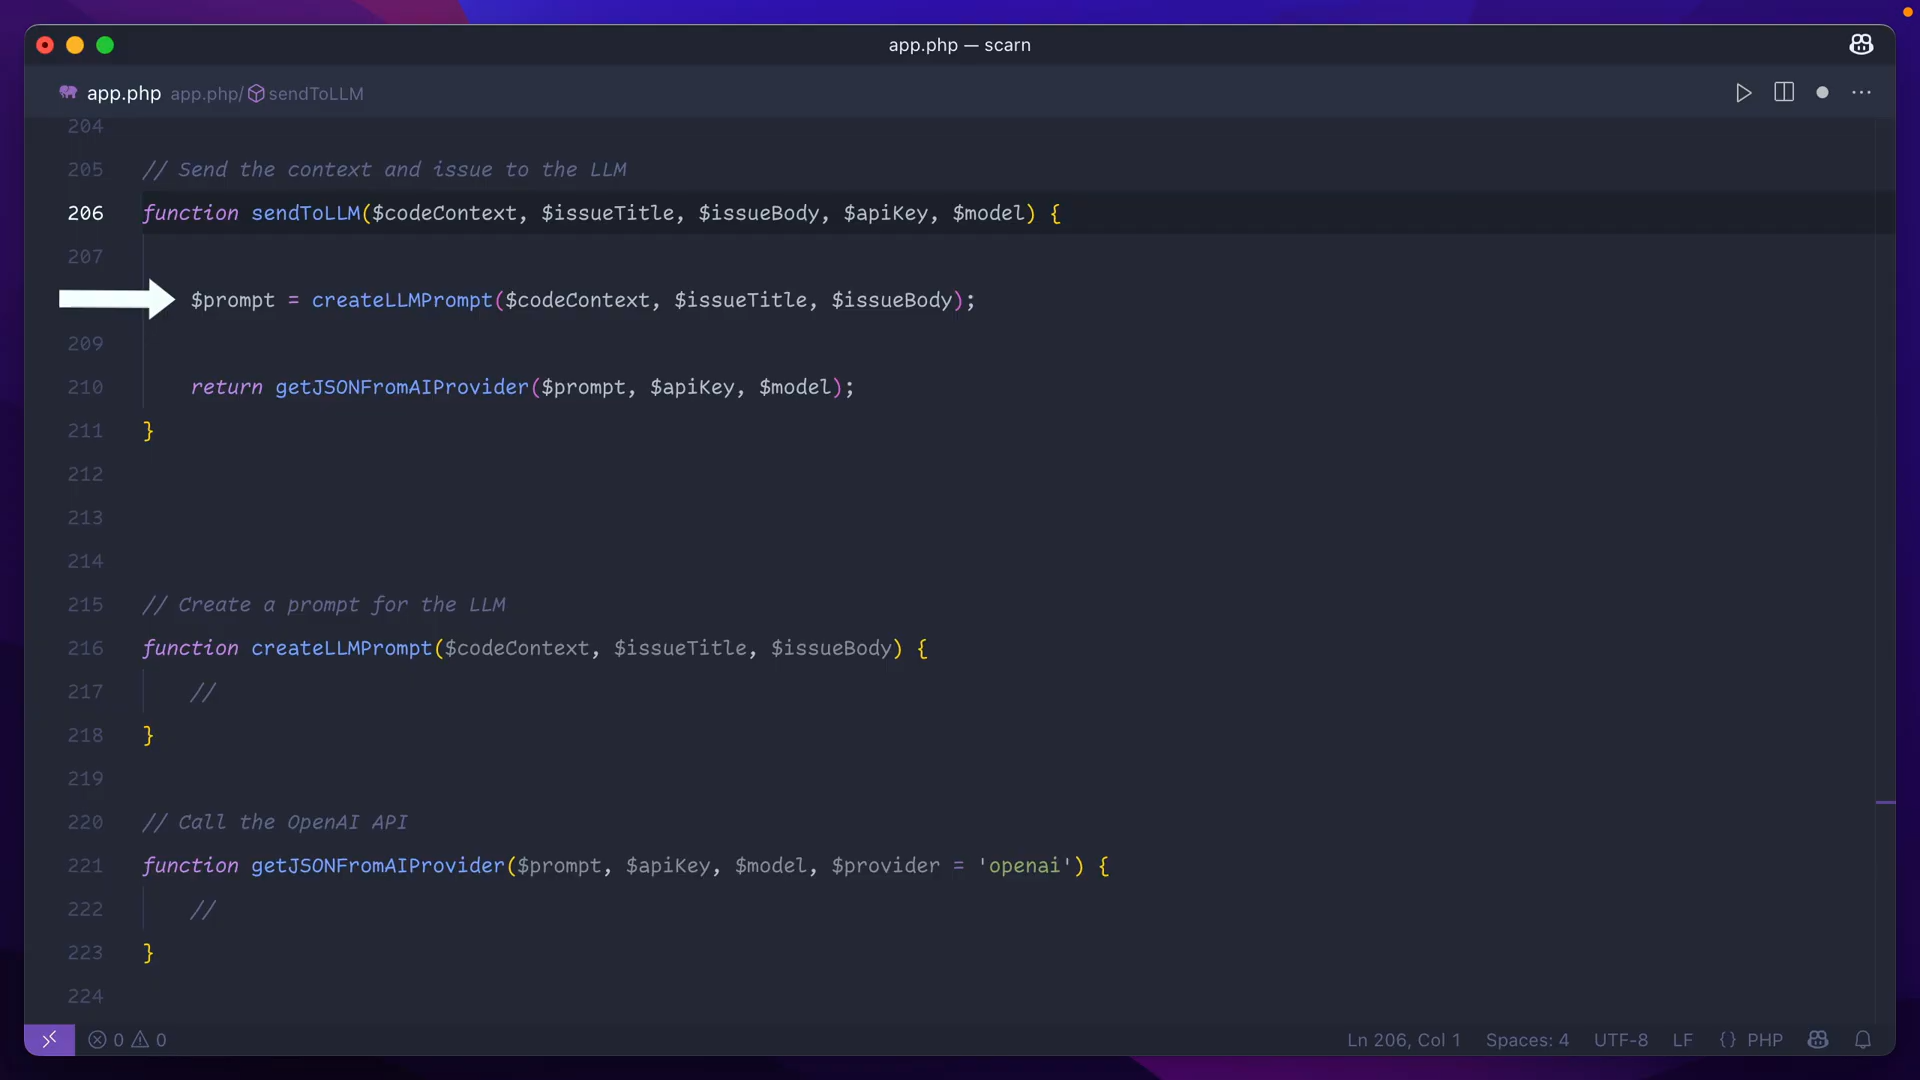 app.php — scarn
app.php app.php/ sendToLLM
204
205 // Send the context and issue to the LLM
206 function sendToLLM($codeContext, $issueTitle, $issueBody, $apiKey, $model) {
207
$prompt = createLLMPrompt($codeContext, $issueTitle, $issueBody);
209
210 return getJSONFromAIProvider($prompt, $apiKey, $model);
211 }
212
213
214
215 // Create a prompt for the LLM
216 function createLLMPrompt($codeContext, $issueTitle, $issueBody) {
217 //
218 }
219
220 // Call the OpenAI API
221 function getJSONFromAIProvider($prompt, $apiKey, $model, $provider = 'openai') {
222 //
223 }
224
0 0 Ln 206, Col 1 Spaces: 4 UTF-8 LF {} PHP